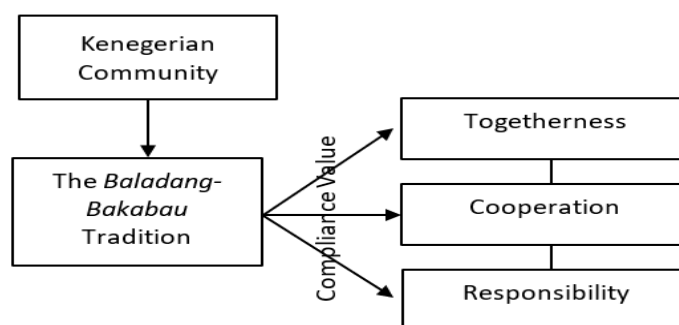 Kenegerian
Community
The Baladang-
Bakabau
Tradition
Compliance Value
Togetherness
Cooperation
Responsibility